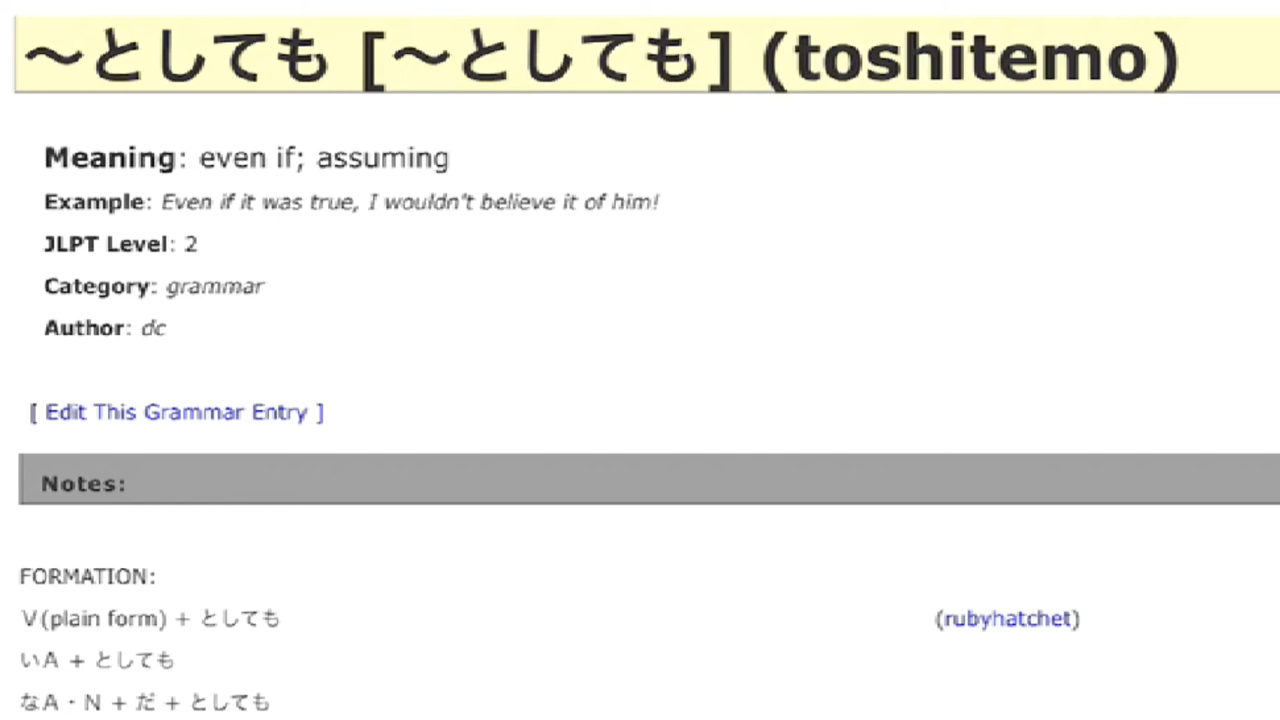 ～としても [～としても] (toshitemo)
Meaning: even if; assuming
Example: Even if it was true, I wouldn't believe it of him!
JLPT Level: 2
Category: grammar
Author: dc
[ Edit This Grammar Entry ]
Notes:
FORMATION:
V(plain form) + としても (rubyhatchet)
いA + としても
なA・N + だ + としても